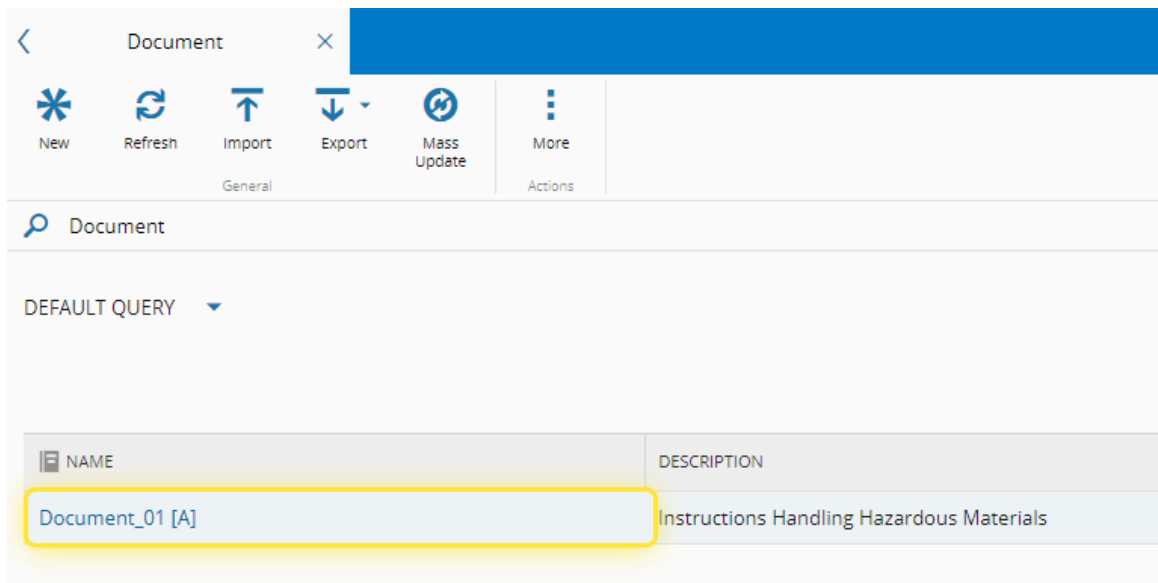 Document
New
Refresh
Import
Export
Mass
Update
More
General
Actions
Document
DEFAULT QUERY
NAME
DESCRIPTION
Document_01 [A]
Instructions Handling Hazardous Materials